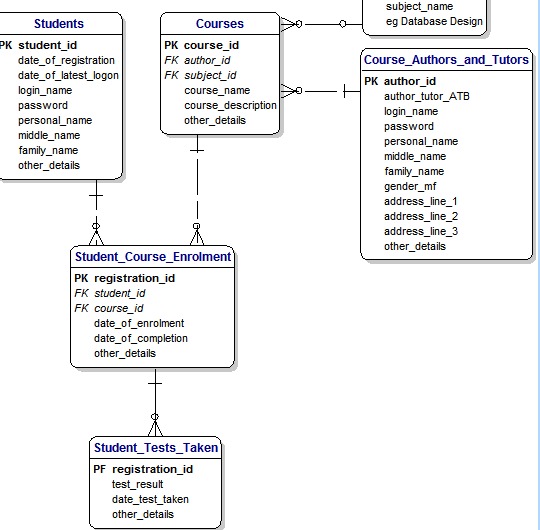 Students
PK student_id
date_of_registration
date_of_latest_logon
login_name
password
personal_name
middle_name
family_name
other_details
Courses
PK course_id
FK author_id
FK subject_id
course_name
course_description
other_details
subject_name
eg Database Design
Course_Authors_and_Tutors
PK author_id
author_tutor_ATB
login_name
password
personal_name
middle_name
family_name
gender_mf
address_line_1
address_line_2
address_line_3
other_details
Student_Course_Enrolment
PK registration_id
FK student_id
FK course_id
date_of_enrolment
date_of_completion
other_details
Student_Tests_Taken
PF registration_id
test_result
date_test_taken
other_details